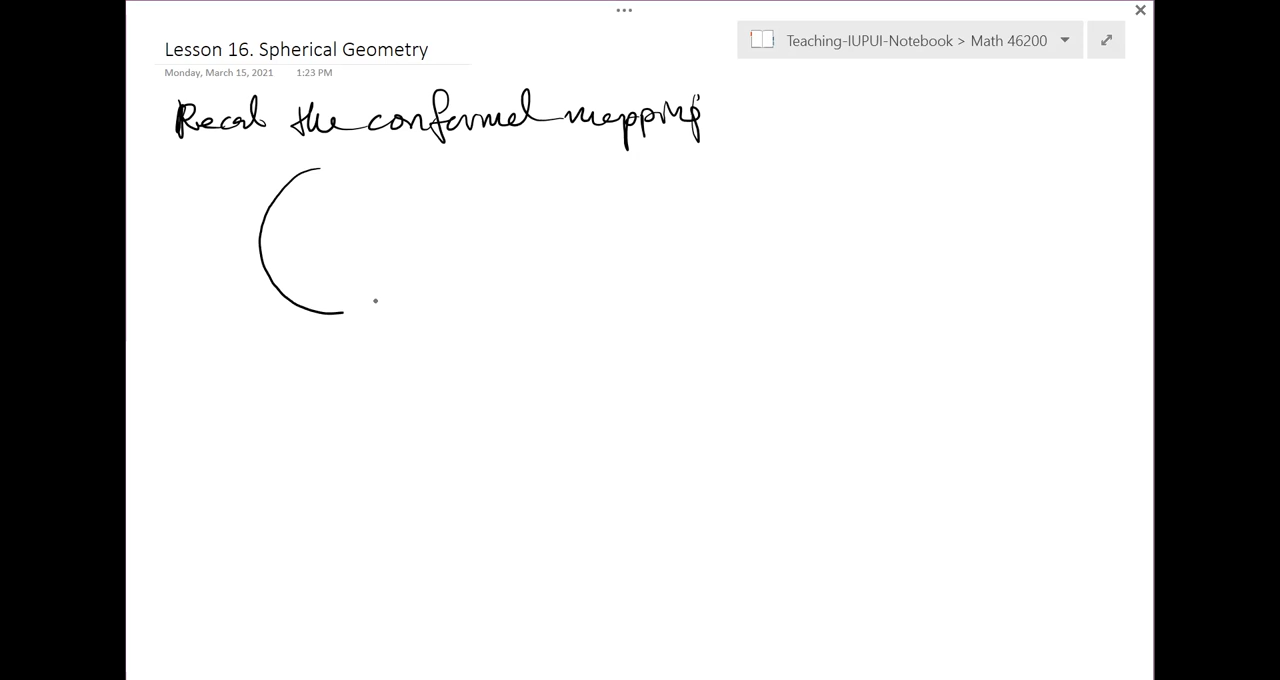 Teaching-IUPUI-Notebook > Math 46200
Lesson 16. Spherical Geometry
Monday, March 15, 2021 1:23 PM
Recall the conformal mapping